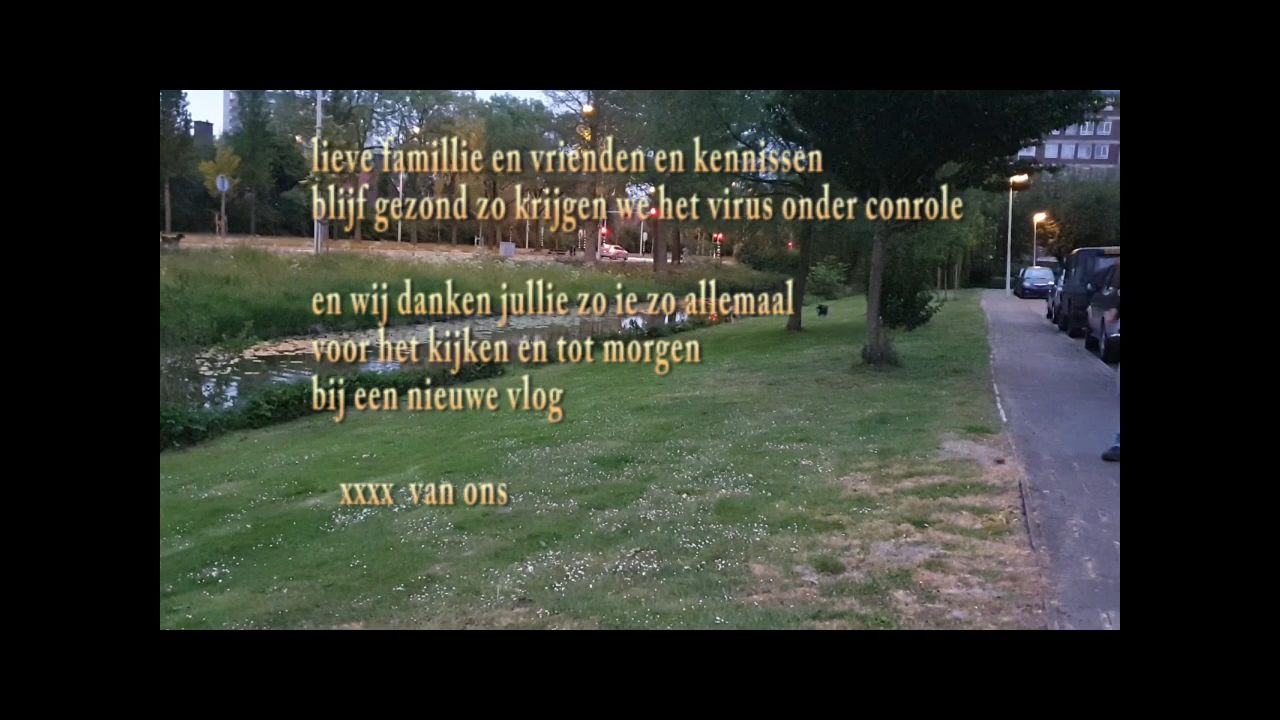 lieve famillie en vrienden en kennissen
blijf gezond zo krijgen we het virus onder conrole
en wij danken jullie zo ie zo allemaal
voor het kijken en tot morgen
bij een nieuwe vlog
xxxx van ons